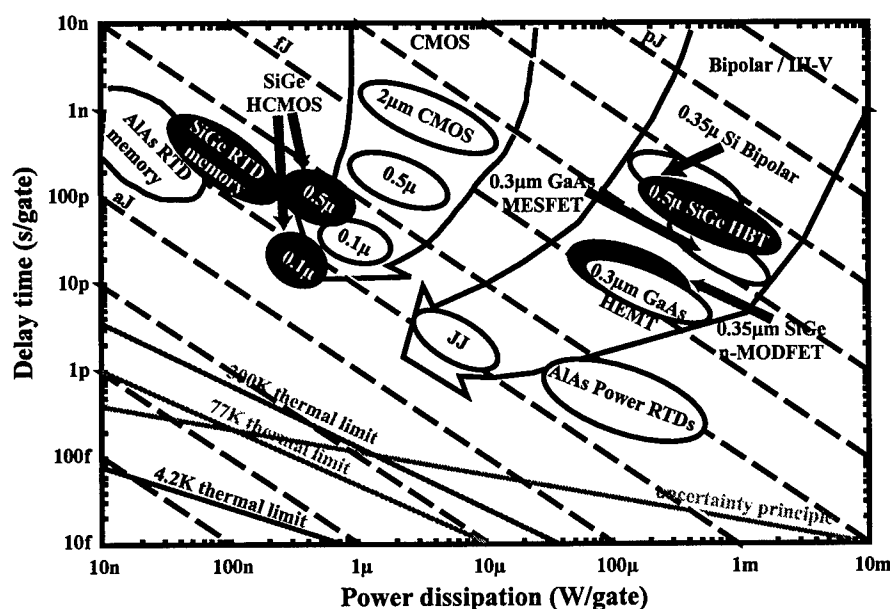 10n
1n
100p
10p
1p
100f
10f
Delay time (s/gate)
10n
100n
1μ
10μ
100μ
1m
10m
Power dissipation (W/gate)
fJ
CMOS
pJ
Bipolar / III-V
SiGe
HCMOS
2μm CMOS
0.35μ Si Bipolar
AlAs RTD
memory
SiGe RTD
memory
0.5μ
0.5μ
0.3μm GaAs
MESFET
0.5μ SiGe HBT
aJ
0.1μ
0.1μ
0.3μm GaAs
HEMT
0.35μm SiGe
n-MODFET
JJ
AlAs Power RTDs
300K thermal limit
77K thermal limit
4.2K thermal limit
uncertainty principle